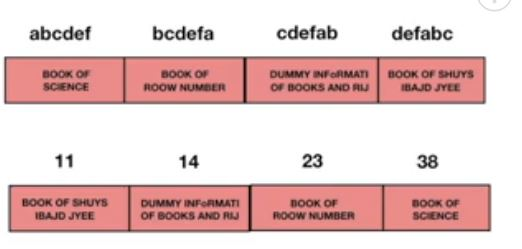 abcdef bcdefa cdefab defabc
BOOK OF BOOK OF DUMMY INFoRMATI BOOK OF SHUYS
SCIENCE ROOW NUMBER OF BOOKS AND RIJ IBAJD JYEE
11 14 23 38
BOOK OF SHUYS DUMMY INFoRMATI BOOK OF BOOK OF
IBAJD JYEE OF BOOKS AND RIJ ROOW NUMBER SCIENCE